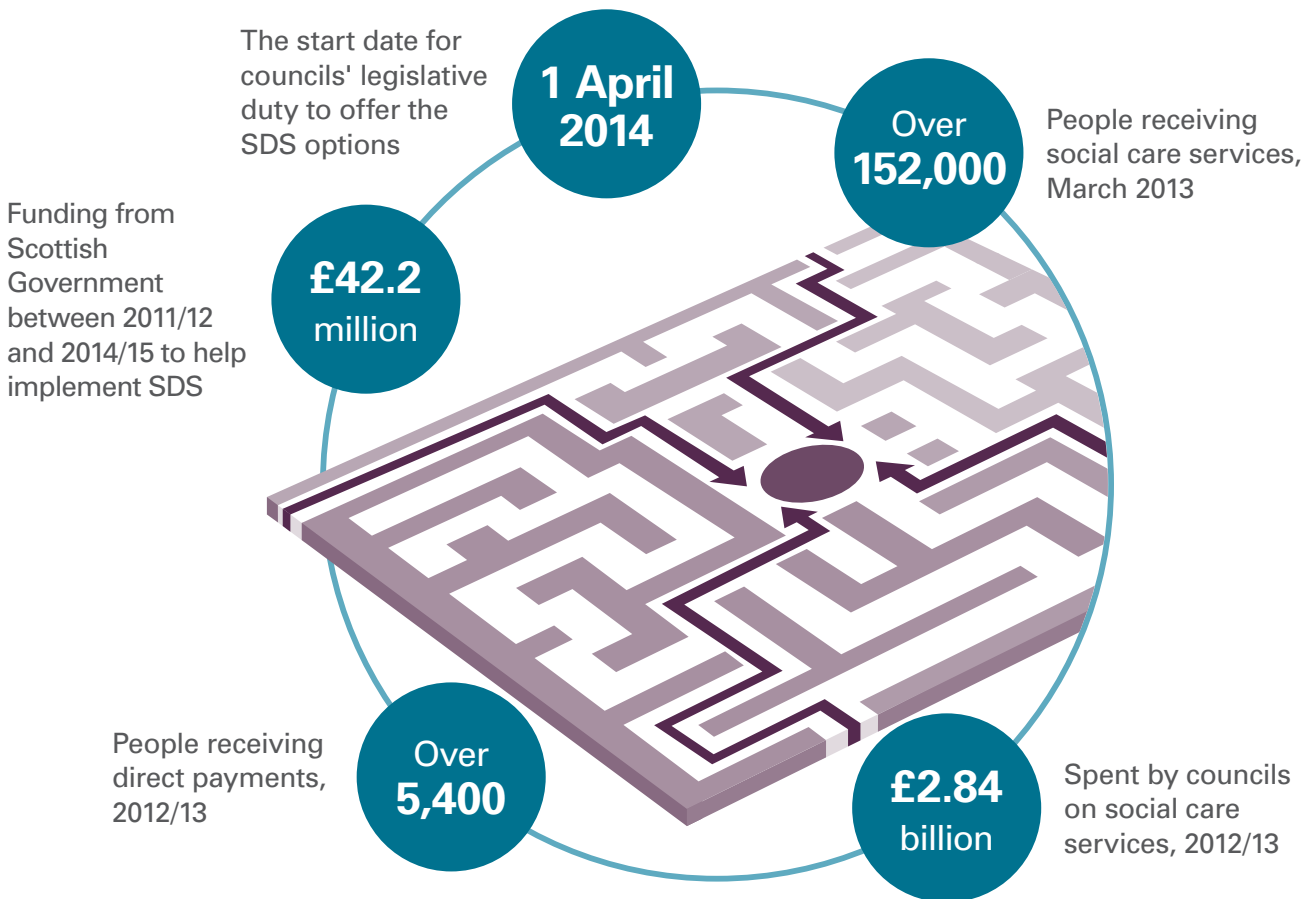 The start date for
councils' legislative
duty to offer the
SDS options
1 April
2014
Over
152,000
People receiving
social care services,
March 2013
Funding from
Scottish
Government
between 2011/12
and 2014/15 to help
implement SDS
£42.2
million
People receiving
direct payments,
2012/13
Over
5,400
£2.84
billion
Spent by councils
on social care
services, 2012/13